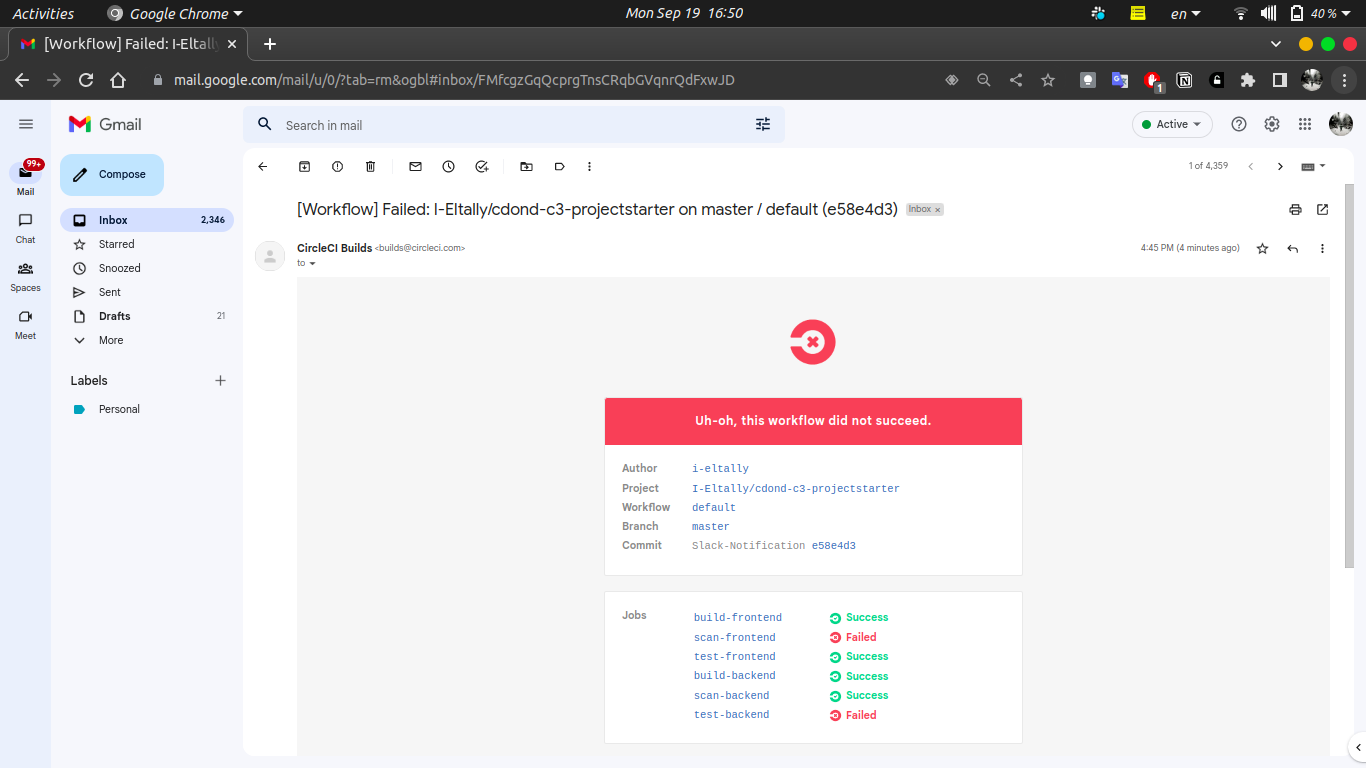 Activities Google Chrome Mon Sep 19 16:50 en 40 %
[Workflow] Failed: I-Eltally
mail.google.com/mail/u/0/?tab=rm&ogbl#inbox/FMfcgzGqQcprgTnsCRqbGVqnrQdFxwJD 1
Gmail Search in mail Active
99+
Mail
Chat
Spaces
Meet
Compose
Inbox 2,346
Starred
Snoozed
Sent
Drafts 21
More
Labels
Personal
1 of 4,359
[Workflow] Failed: I-Eltally/cdond-c3-projectstarter on master / default (e58e4d3) Inbox ×
CircleCI Builds <builds@circleci.com> 4:45 PM (4 minutes ago)
to
Uh-oh, this workflow did not succeed.
Author i-eltally
Project I-Eltally/cdond-c3-projectstarter
Workflow default
Branch master
Commit Slack-Notification e58e4d3
Jobs build-frontend Success
scan-frontend Failed
test-frontend Success
build-backend Success
scan-backend Success
test-backend Failed